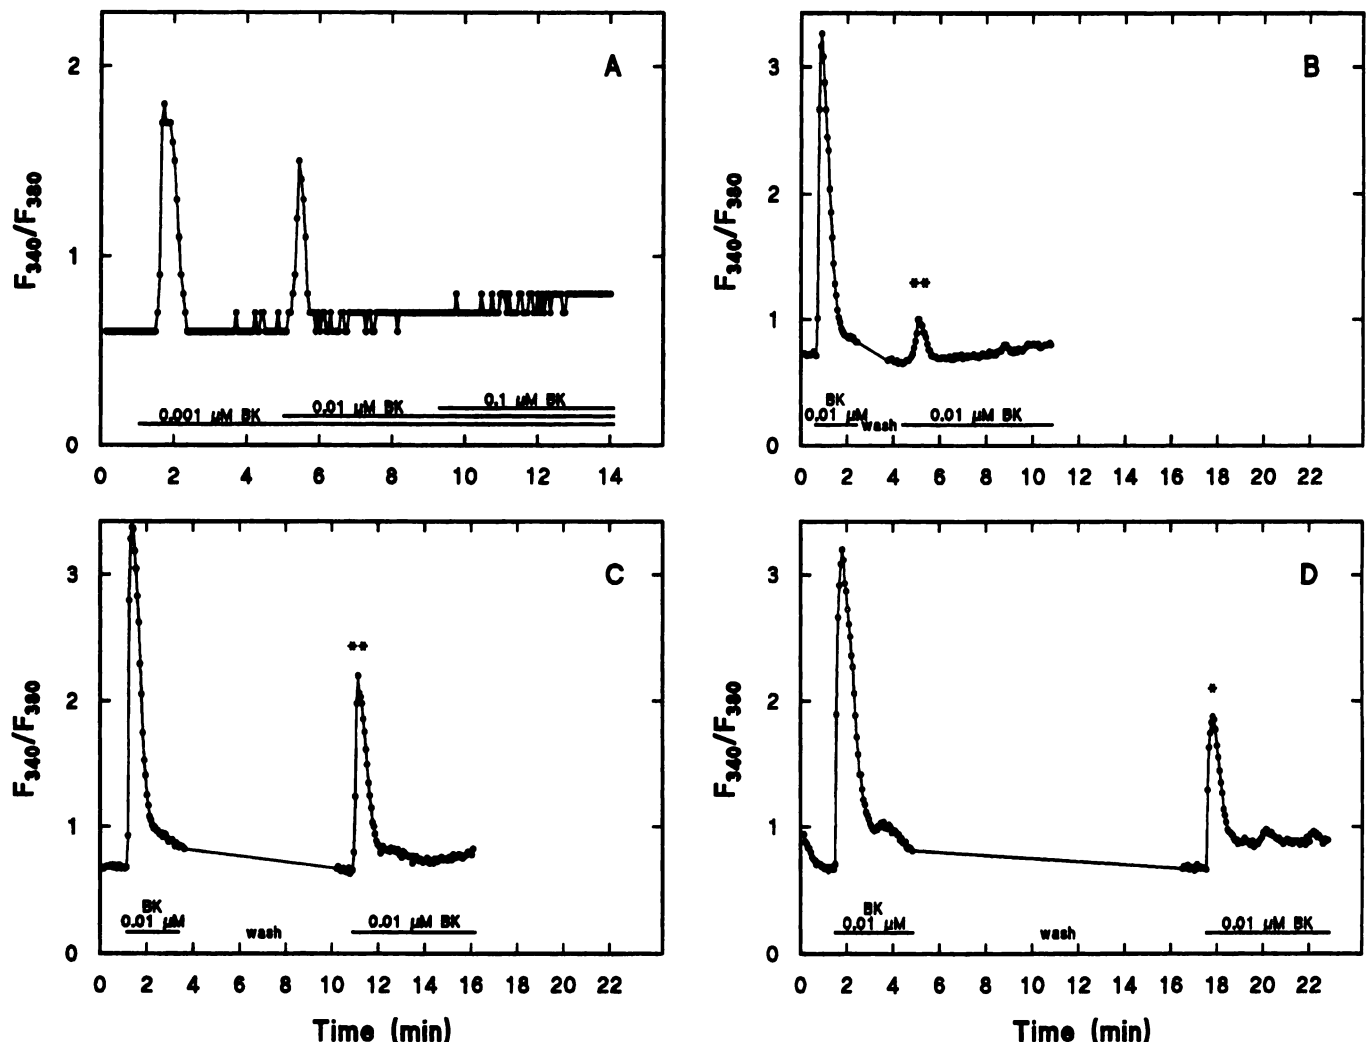 A
2
1
0
F340/F380
0.001 µM BK
0.01 µM BK
0.1 µM BK
0 2 4 6 8 10 12 14
B
3
2
1
0
F340/F380
**
BK
0.01 µM
wash
0.01 µM BK
0 2 4 6 8 10 12 14 16 18 20 22
C
3
2
1
0
F340/F380
**
BK
0.01 µM
wash
0.01 µM BK
0 2 4 6 8 10 12 14 16 18 20 22
Time (min)
D
3
2
1
0
F340/F380
*
BK
0.01 µM
wash
0.01 µM BK
0 2 4 6 8 10 12 14 16 18 20 22
Time (min)